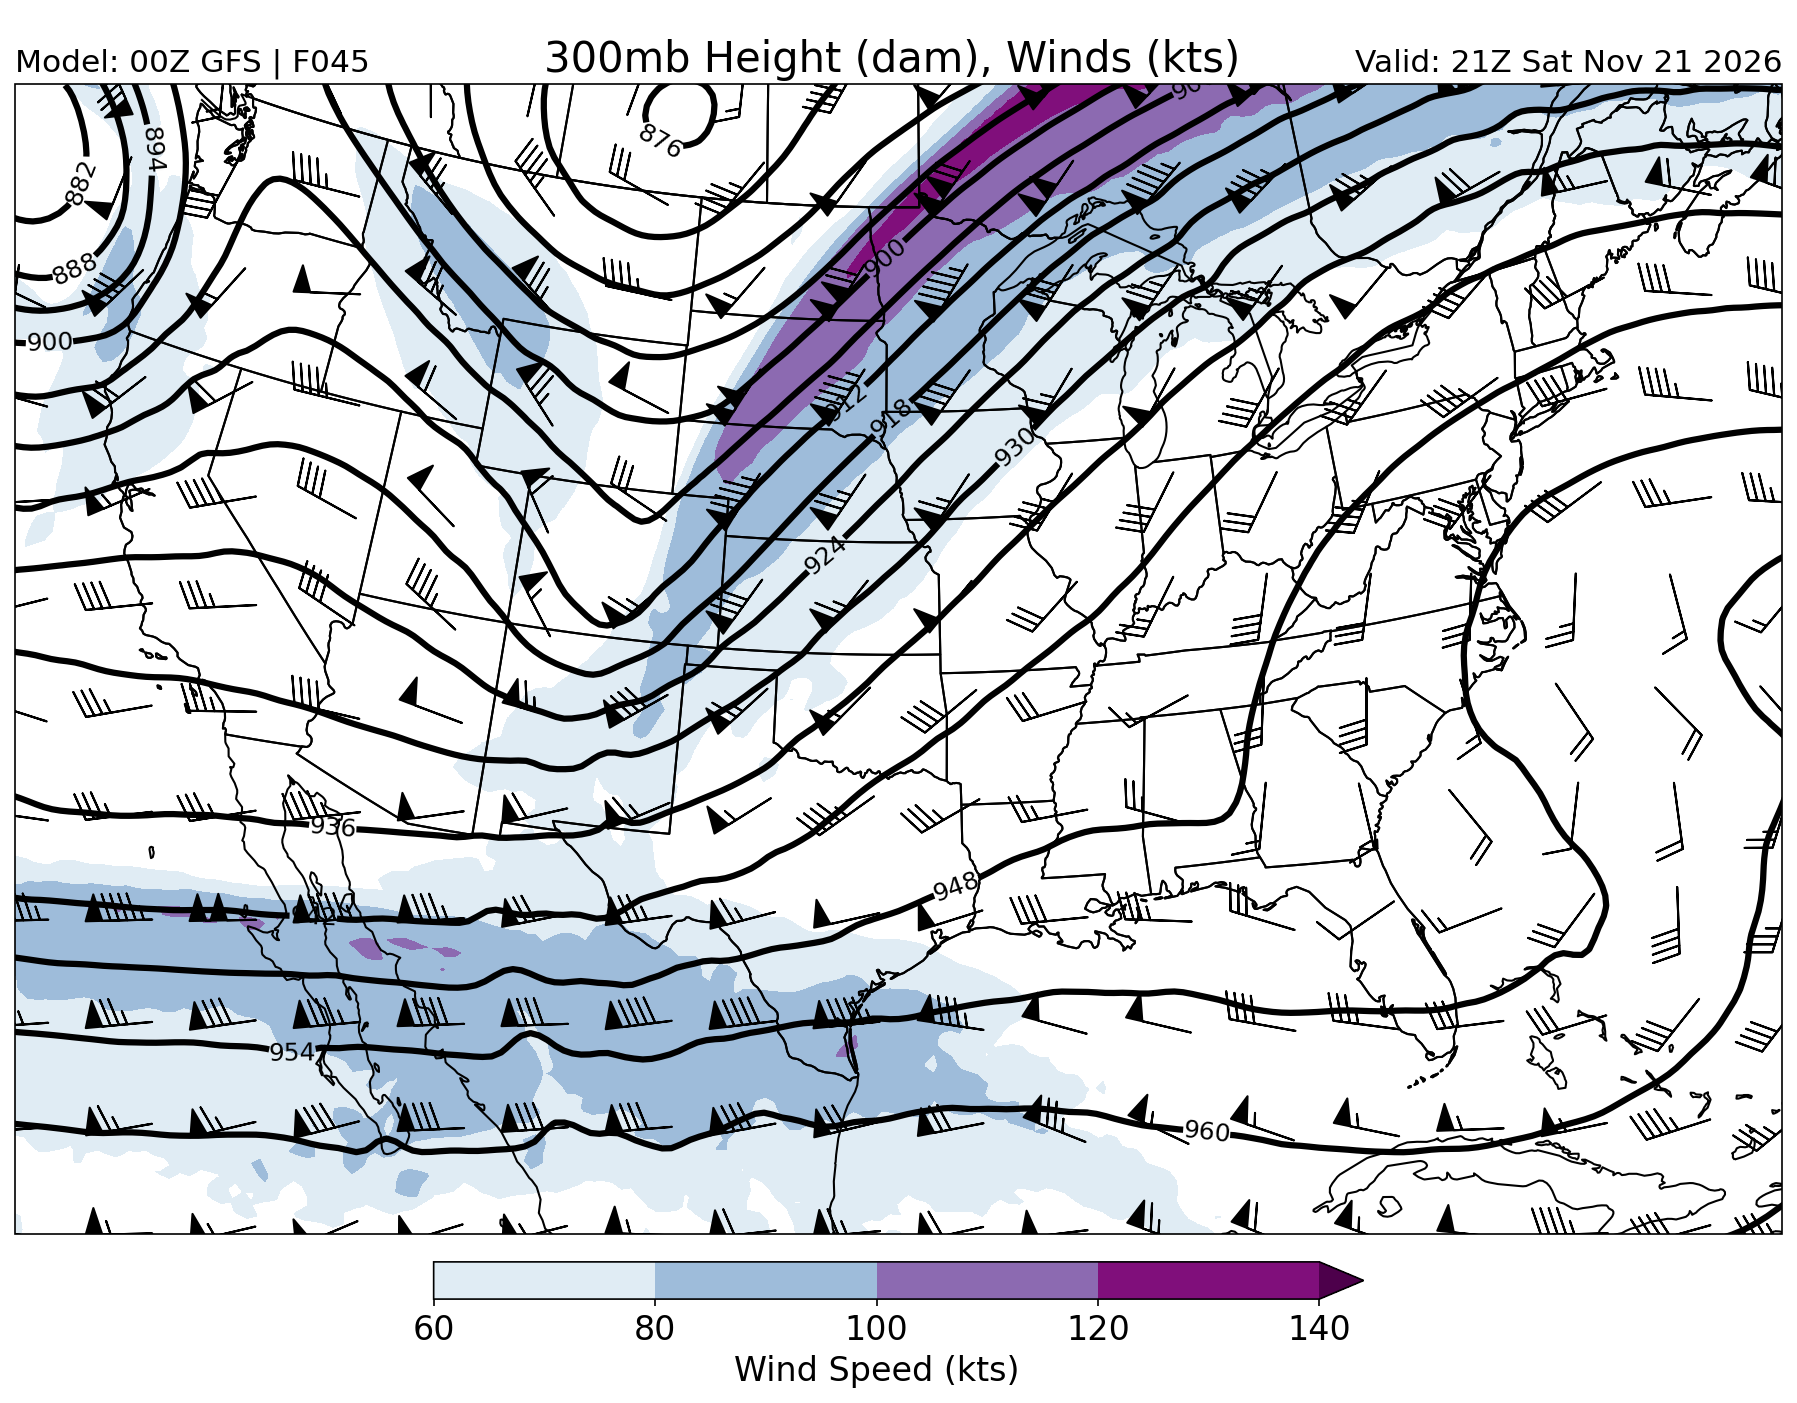 Model: 00Z GFS | F045
300mb Height (dam), Winds (kts)
Valid: 21Z Sat Nov 21 2026
894
876
882
888
900
900
912
918
930
924
936
948
954
960
60 80 100 120 140
Wind Speed (kts)